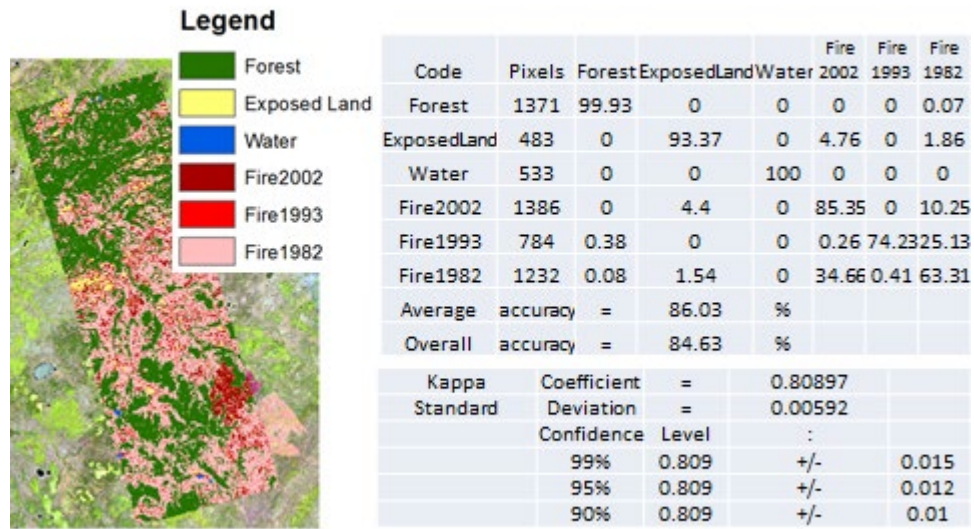 Legend
Forest
Exposed Land
Water
Fire2002
Fire1993
Fire1982
Code Pixels Forest ExposedLand Water Fire 2002 Fire 1993 Fire 1982
Forest 1371 99.93 0 0 0 0 0.07
ExposedLand 483 0 93.37 0 4.76 0 1.86
Water 533 0 0 100 0 0 0
Fire2002 1386 0 4.4 0 85.35 0 10.25
Fire1993 784 0.38 0 0 0.26 74.23 25.13
Fire1982 1232 0.08 1.54 0 34.66 0.41 63.31
Average accuracy = 86.03 %
Overall accuracy = 84.63 %
Kappa Coefficient = 0.80897
Standard Deviation = 0.00592
Confidence Level :
99% 0.809 +/- 0.015
95% 0.809 +/- 0.012
90% 0.809 +/- 0.01